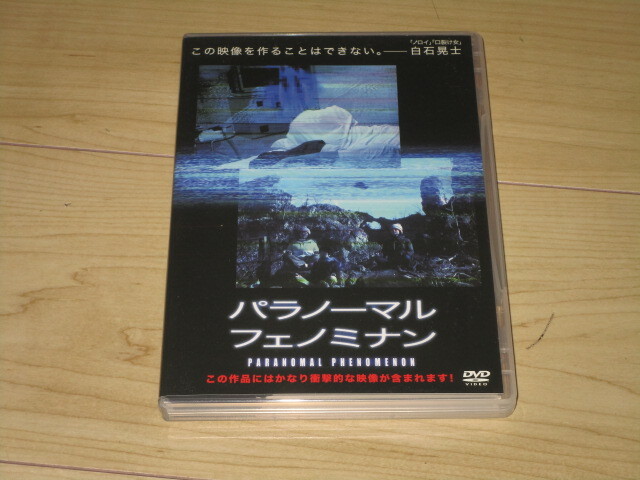 「ノロイ」「口裂け女」
この映像を作ることはできない。――白石晃士
パラノーマル
フェノミナン
PARANOMAL PHENOMENON
この作品にはかなり衝撃的な映像が含まれます!
DVD
VIDEO